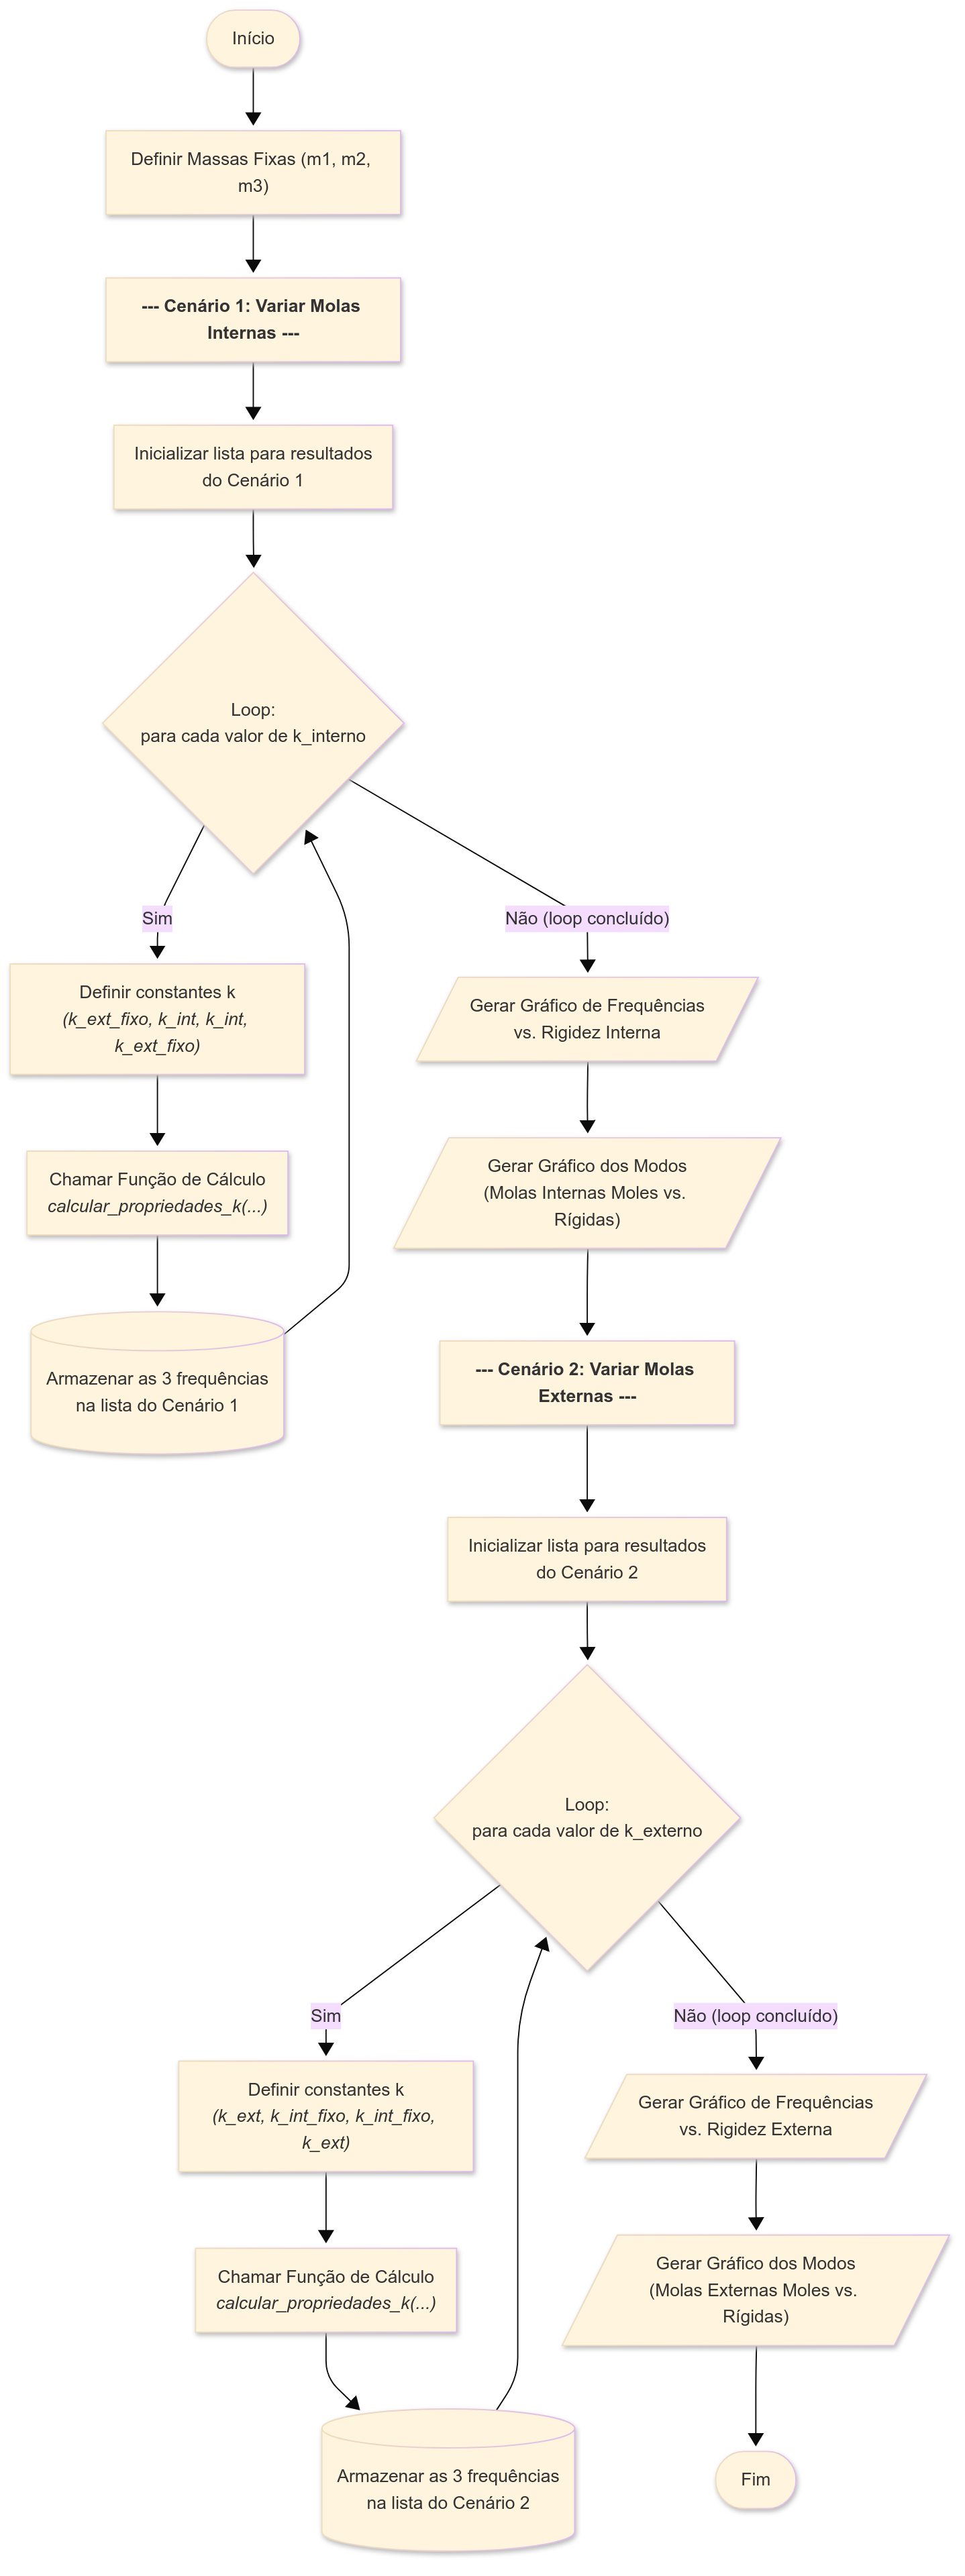 Início
Definir Massas Fixas (m1, m2,
m3)
--- Cenário 1: Variar Molas
Internas ---
Inicializar lista para resultados
do Cenário 1
Loop:
para cada valor de k_interno
Sim
Não (loop concluído)
Definir constantes k
(k_ext_fixo, k_int, k_int,
k_ext_fixo)
Chamar Função de Cálculo
calcular_propriedades_k(...)
Armazenar as 3 frequências
na lista do Cenário 1
Gerar Gráfico de Frequências
vs. Rigidez Interna
Gerar Gráfico dos Modos
(Molas Internas Moles vs.
Rígidas)
--- Cenário 2: Variar Molas
Externas ---
Inicializar lista para resultados
do Cenário 2
Loop:
para cada valor de k_externo
Sim
Não (loop concluído)
Definir constantes k
(k_ext, k_int_fixo, k_int_fixo,
k_ext)
Chamar Função de Cálculo
calcular_propriedades_k(...)
Armazenar as 3 frequências
na lista do Cenário 2
Gerar Gráfico de Frequências
vs. Rigidez Externa
Gerar Gráfico dos Modos
(Molas Externas Moles vs.
Rígidas)
Fim